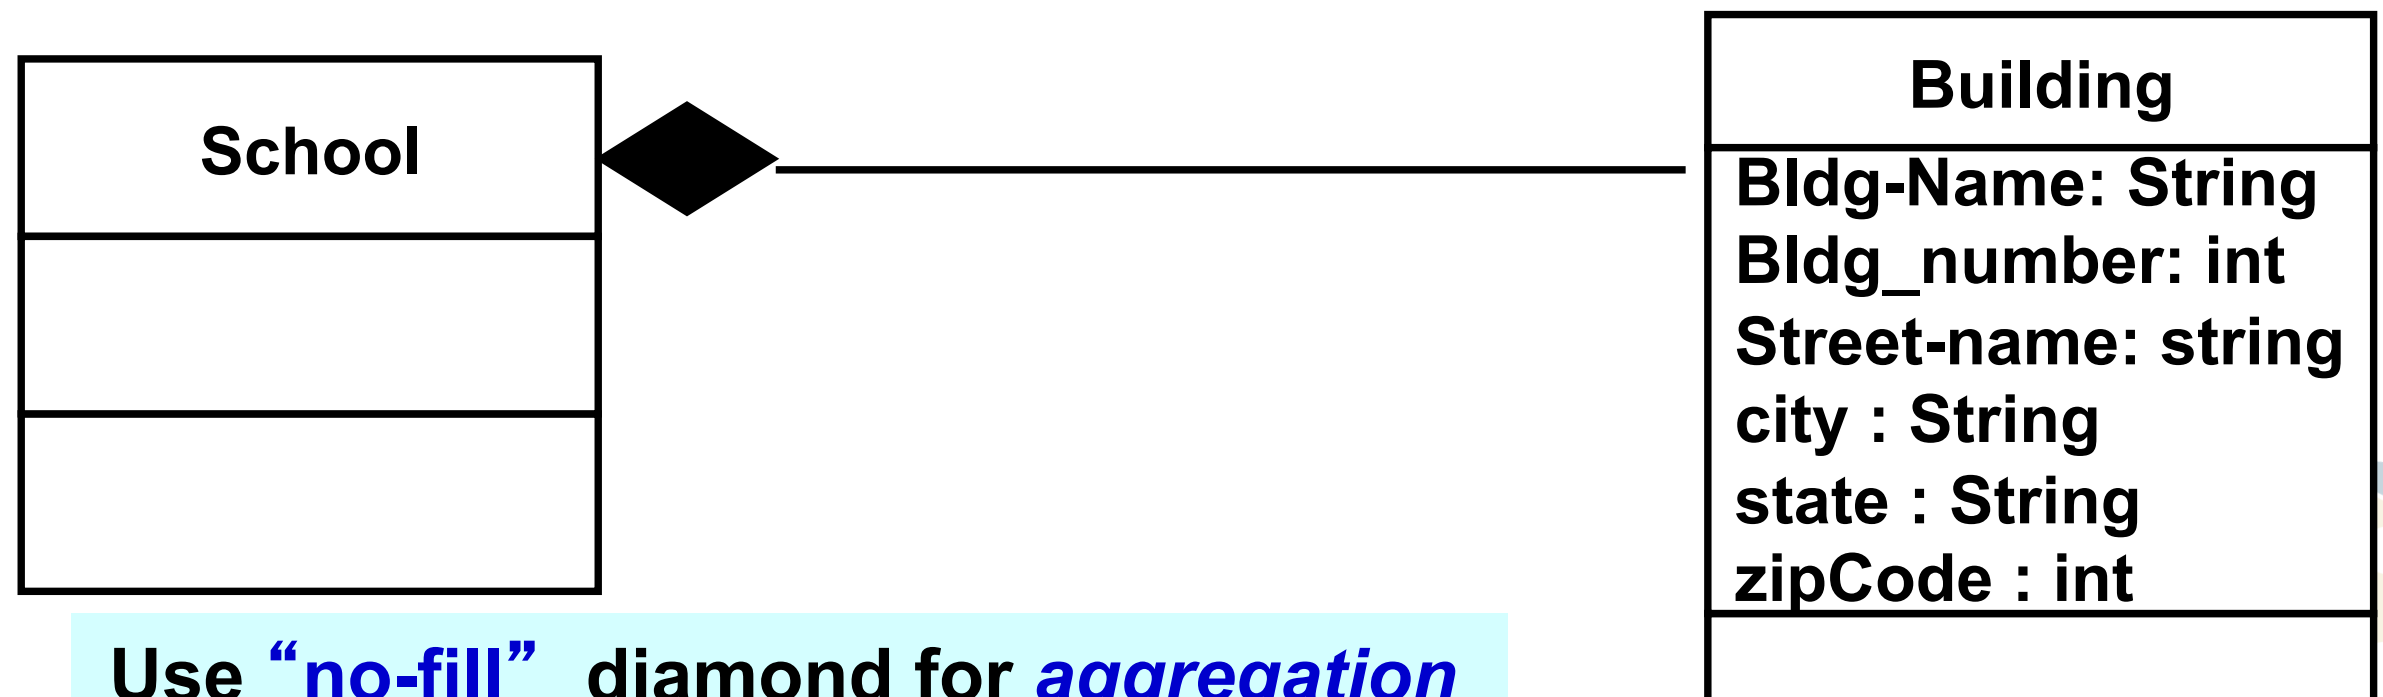 School
Building
Bldg-Name: String
Bldg_number: int
Street-name: string
city : String
state : String
zipCode : int
Use “no-fill” diamond for aggregation